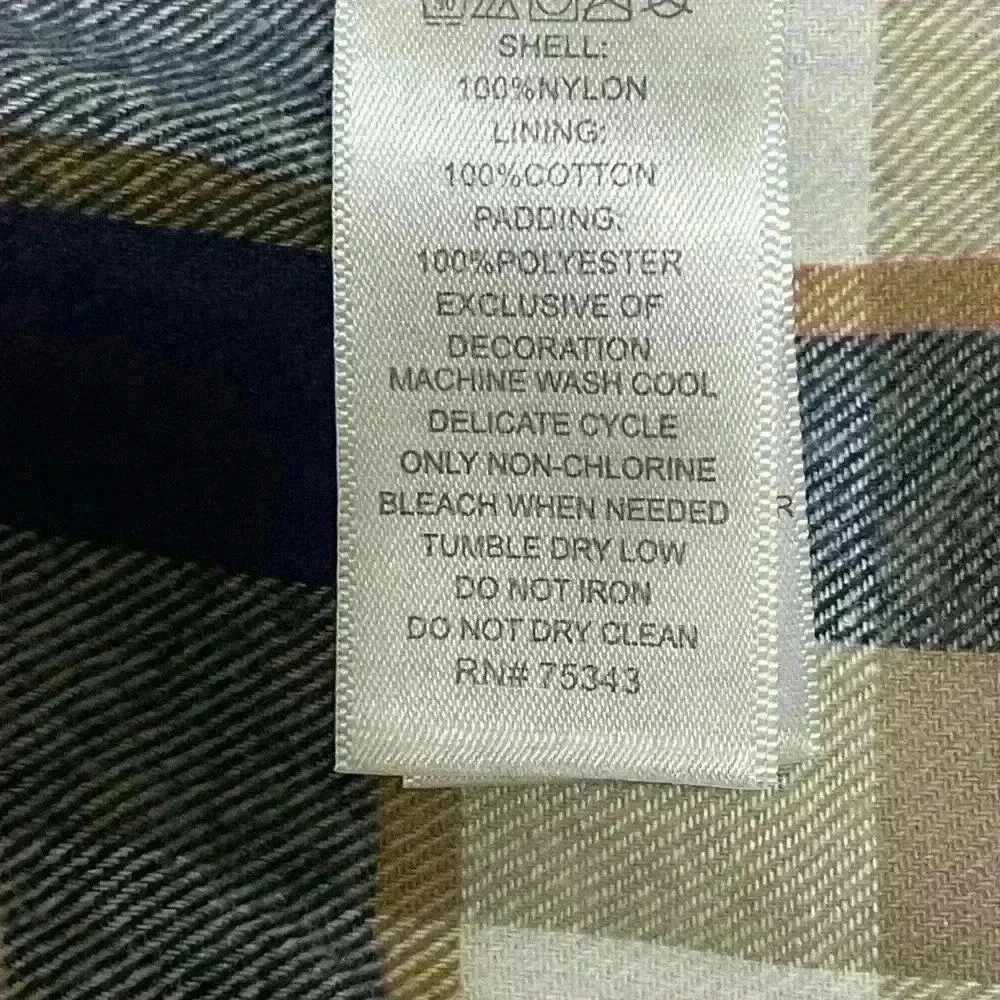 30
SHELL:
100%NYLON
LINING:
100%COTTON
PADDING:
100%POLYESTER
EXCLUSIVE OF
DECORATION
MACHINE WASH COOL
DELICATE CYCLE
ONLY NON-CHLORINE
BLEACH WHEN NEEDED
TUMBLE DRY LOW
DO NOT IRON
DO NOT DRY CLEAN
RN# 75343
R